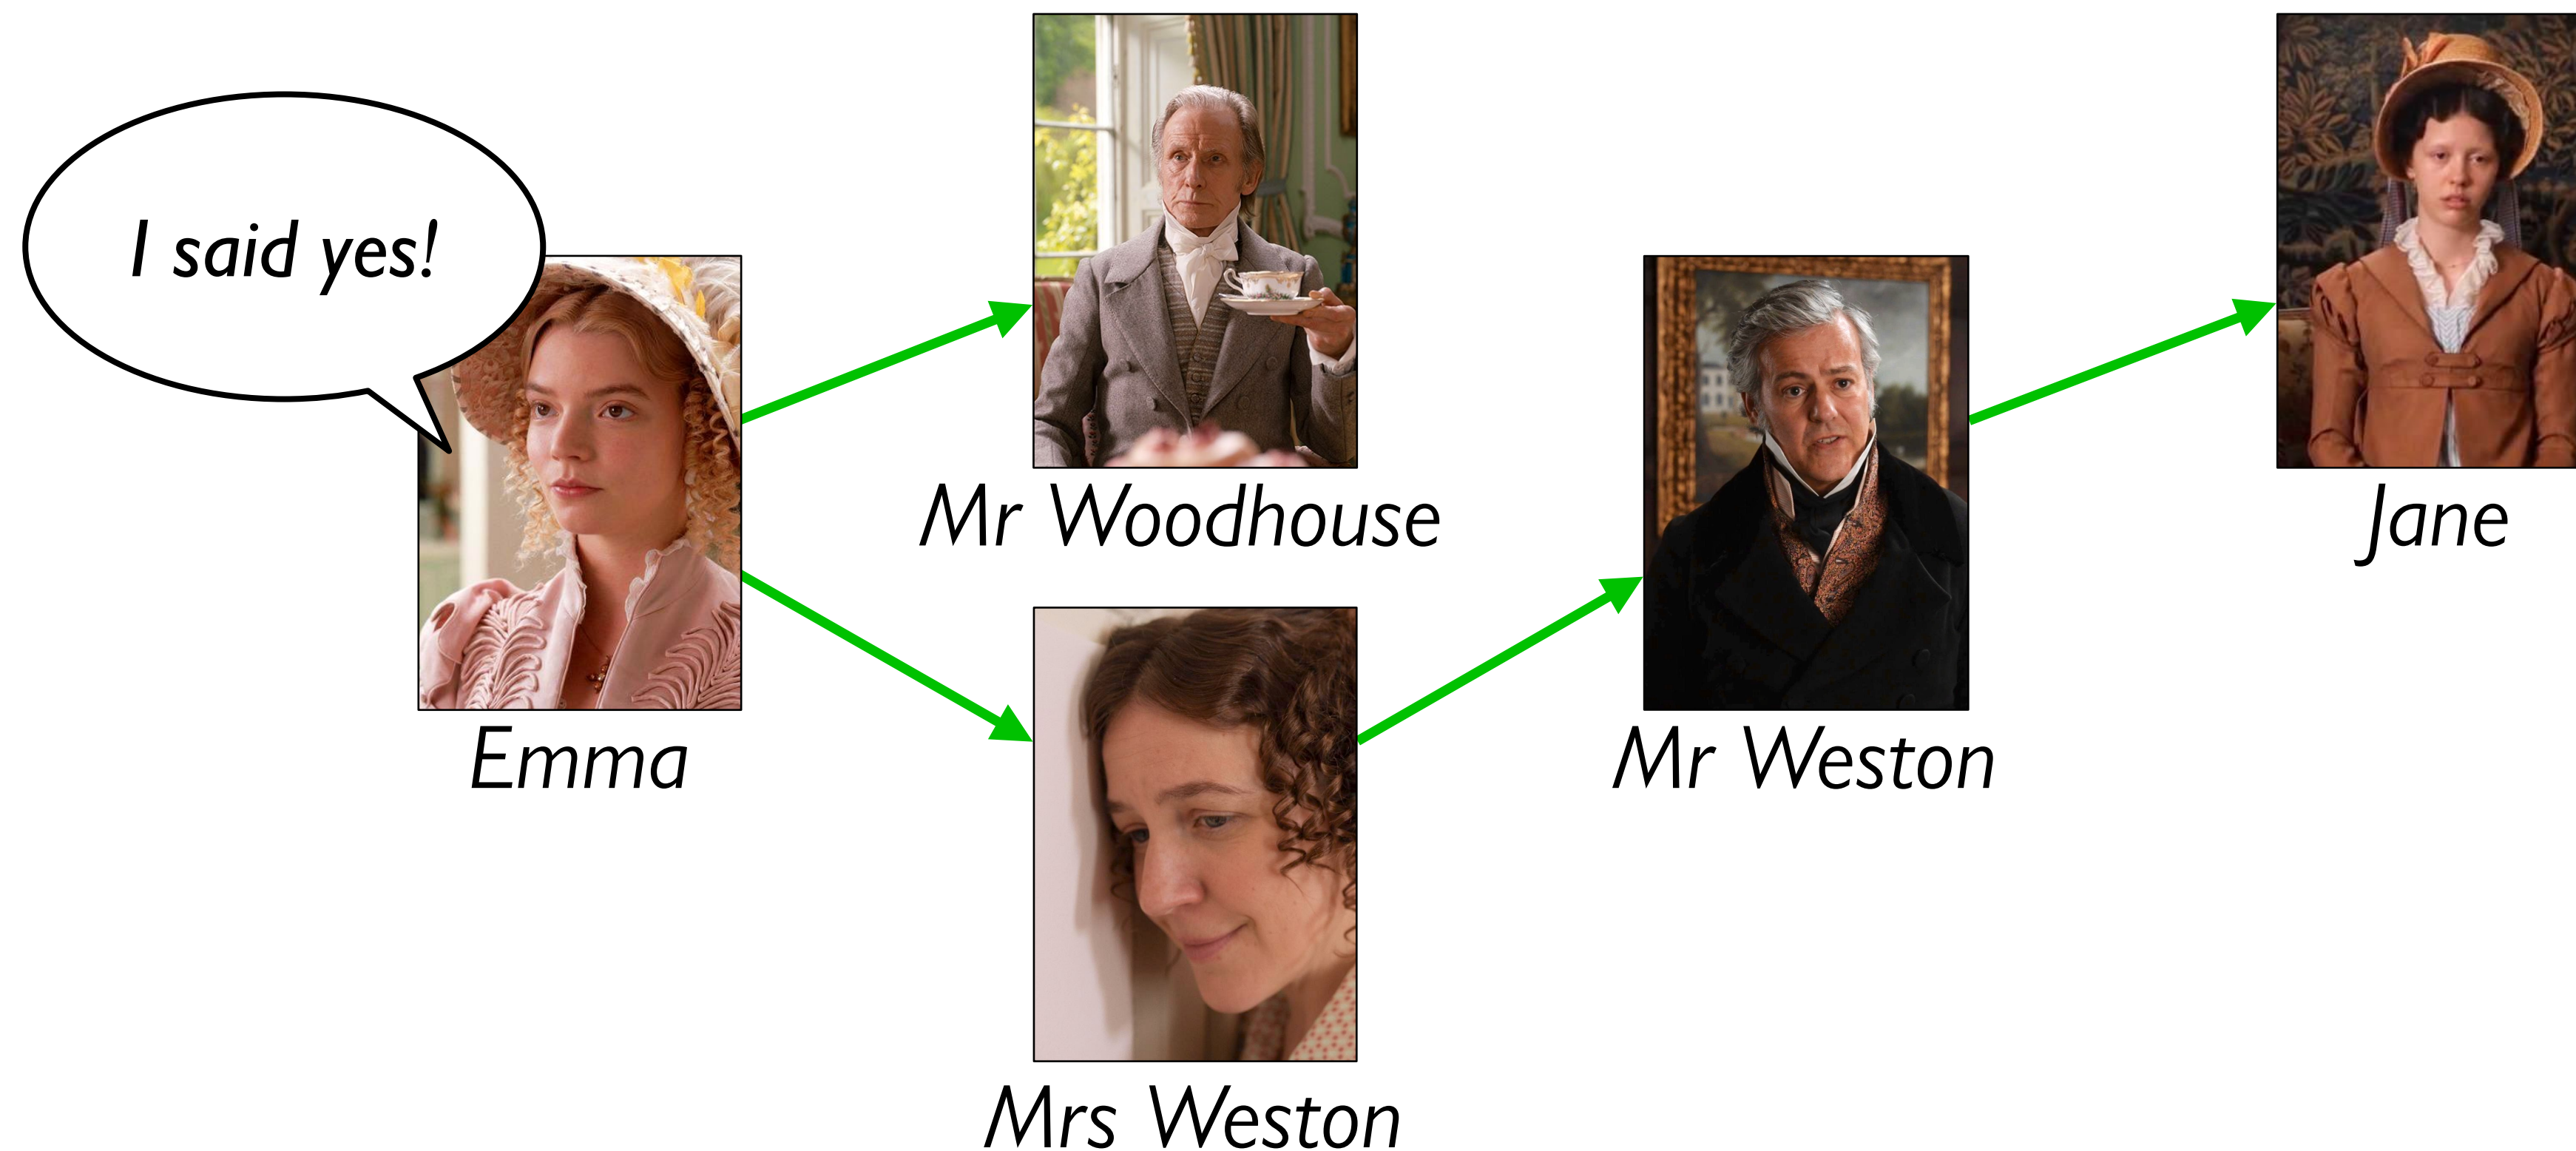 I said yes!
Mr Woodhouse
Jane
Emma
Mr Weston
Mrs Weston